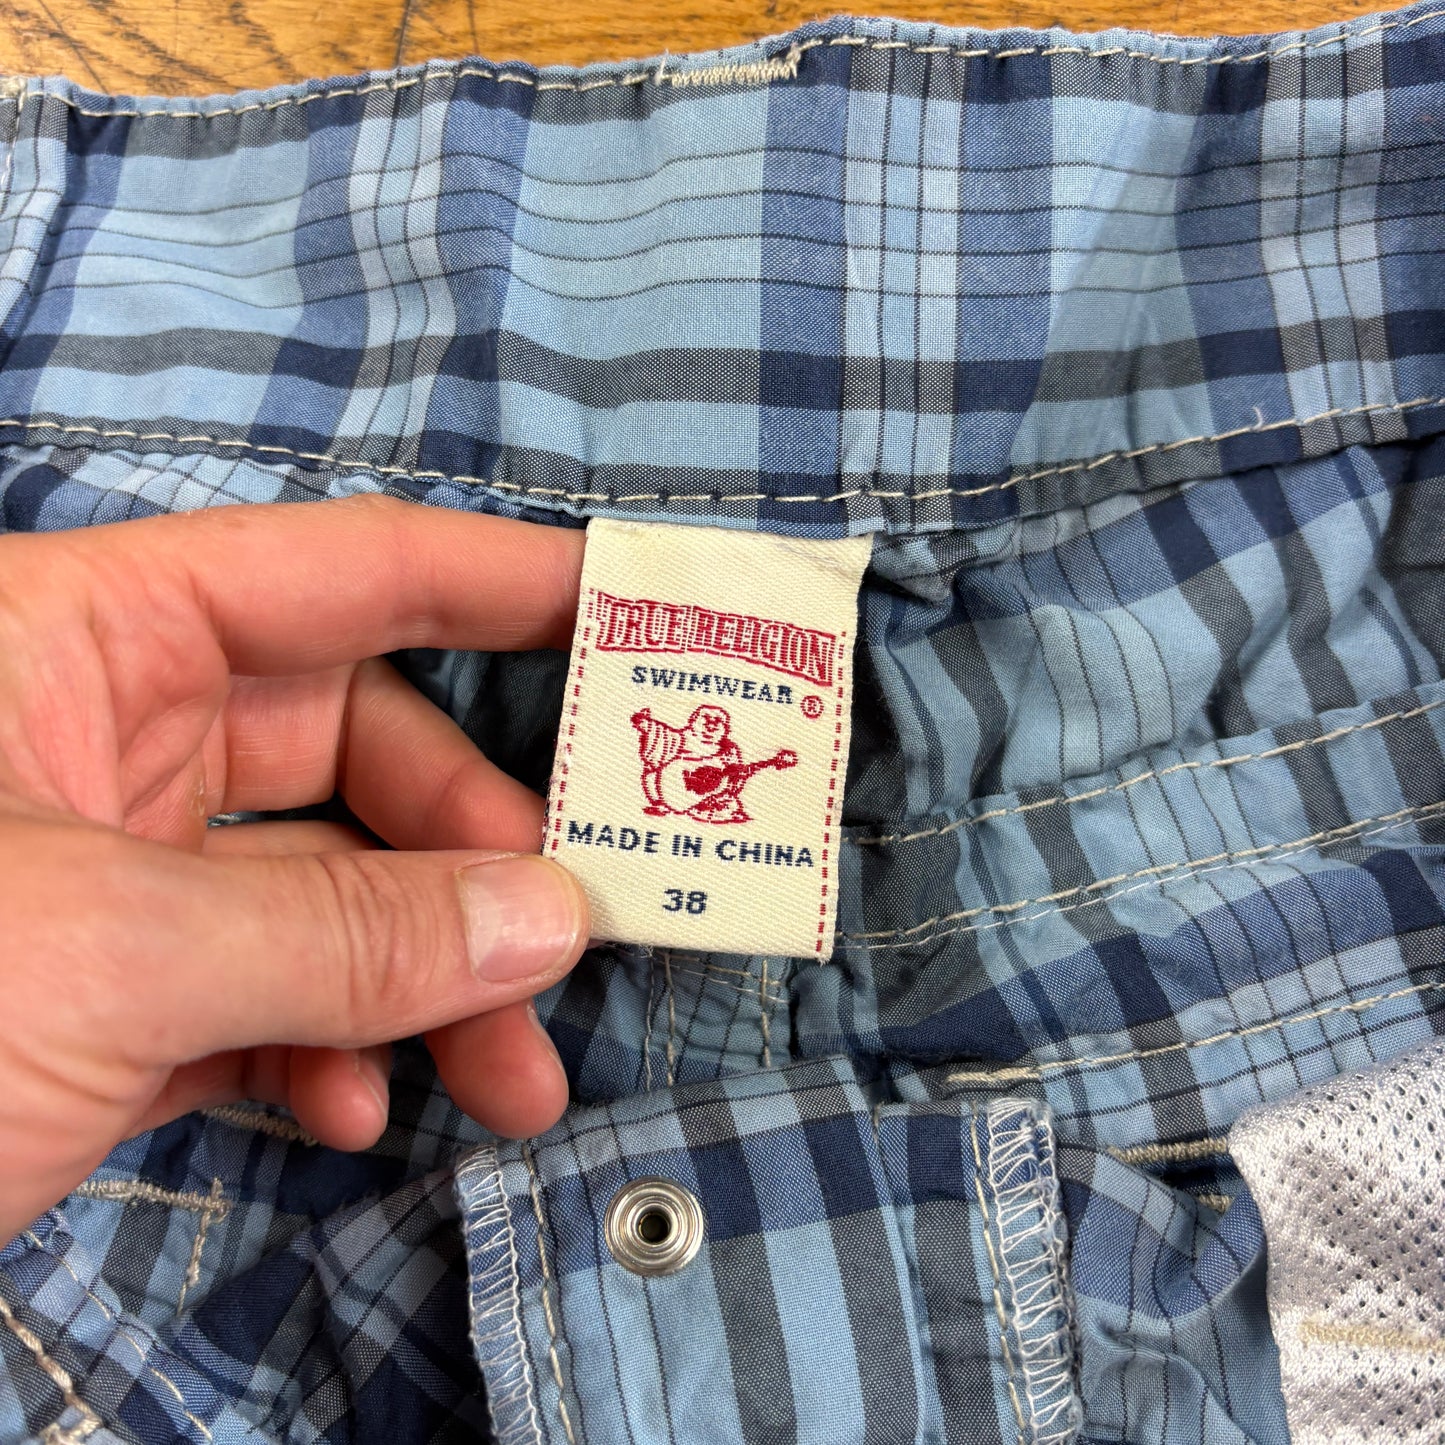 TRUE RELIGION
SWIMWEAR ®
MADE IN CHINA
38